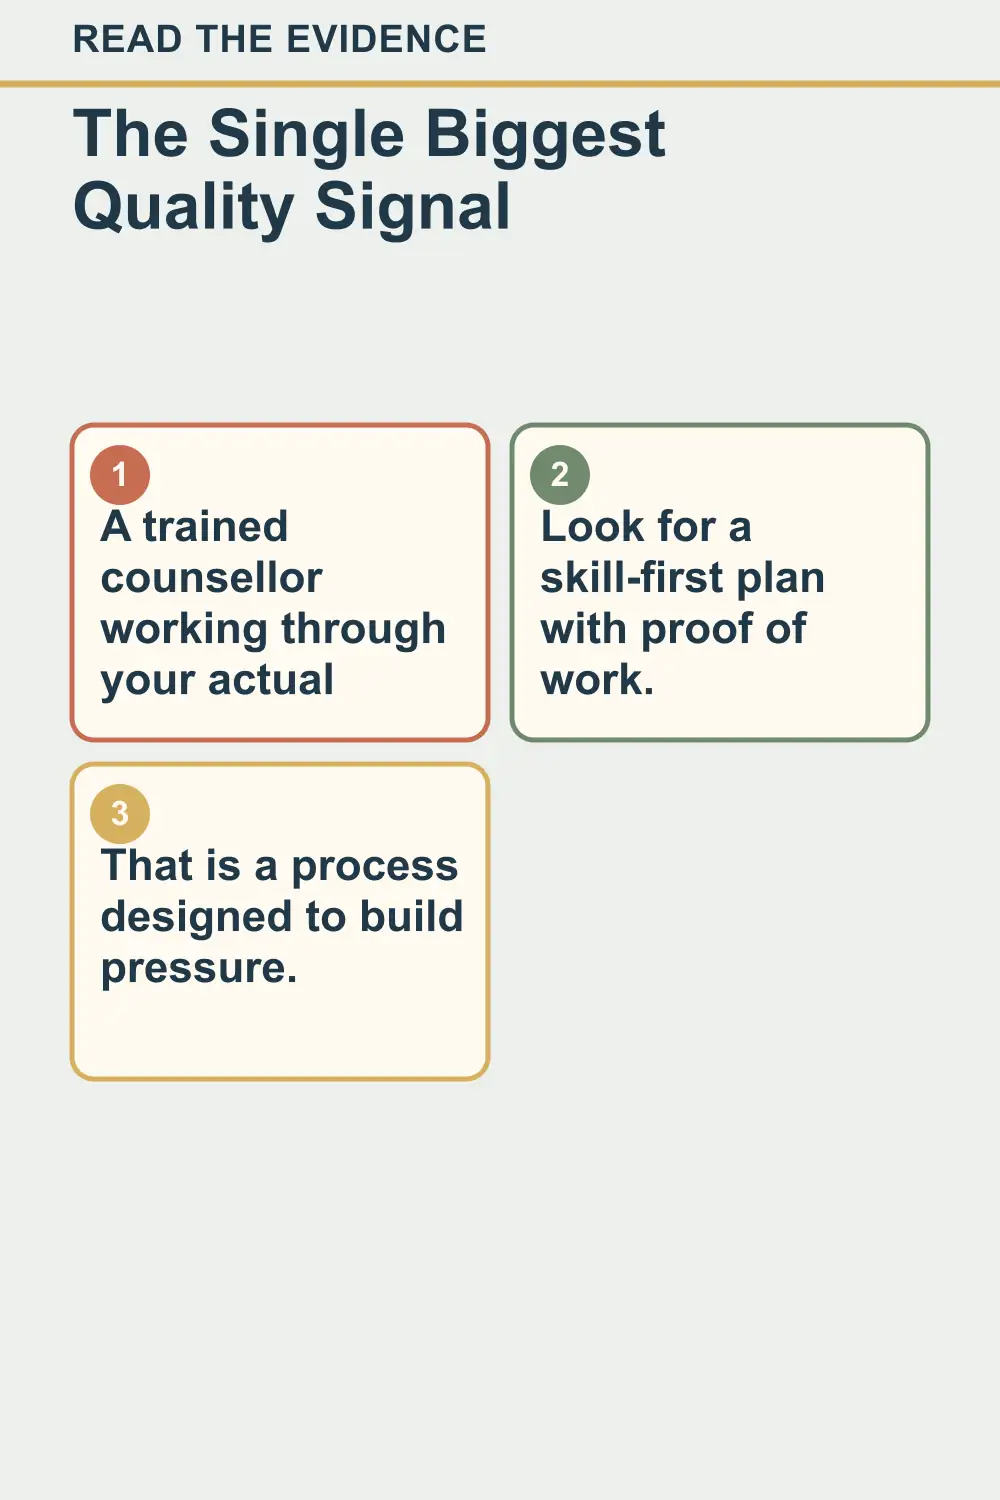 READ THE EVIDENCE
The Single Biggest
Quality Signal
1
A trained
counsellor
working through
your actual
2
Look for a
skill-first plan
with proof of
work.
3
That is a process
designed to build
pressure.